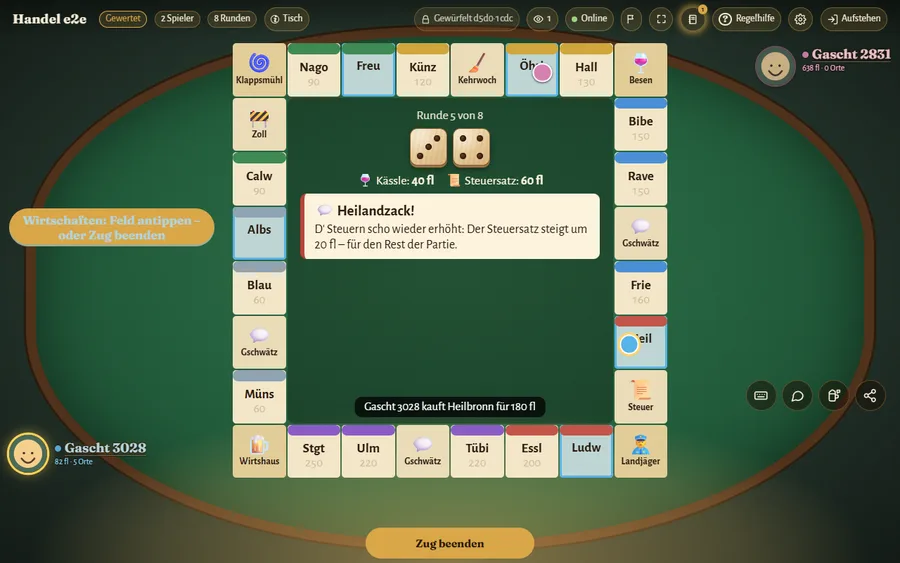 Handel e2e
Gewertet
2 Spieler
8 Runden
Tisch
Gewürfelt d5d0·1cdc
1
Online
1
Regelhilfe
Aufstehen
Gascht 2831
638 fl · 0 Orte
Klappsmühl
Nago
90
Freu
Künz
120
Kehrwoch
Hall
130
Besen
Zoll
Calw
90
Albs
Blau
60
Gschwätz
Müns
60
Wirtshaus
Bibe
150
Rave
150
Gschwätz
Frie
160
Steuer
Landjäger
Runde 5 von 8
Kässle: 40 fl
Steuersatz: 60 fl
Heilandzack!
D' Steuern scho wieder erhöht: Der Steuersatz steigt um
20 fl – für den Rest der Partie.
Wirtschaften: Feld antippen –
oder Zug beenden
Gascht 3028 kauft Heilbronn für 180 fl
Stgt
250
Ulm
220
Gschwätz
Tübi
220
Essl
200
Ludw
Gascht 3028
82 fl · 5 Orte
Zug beenden